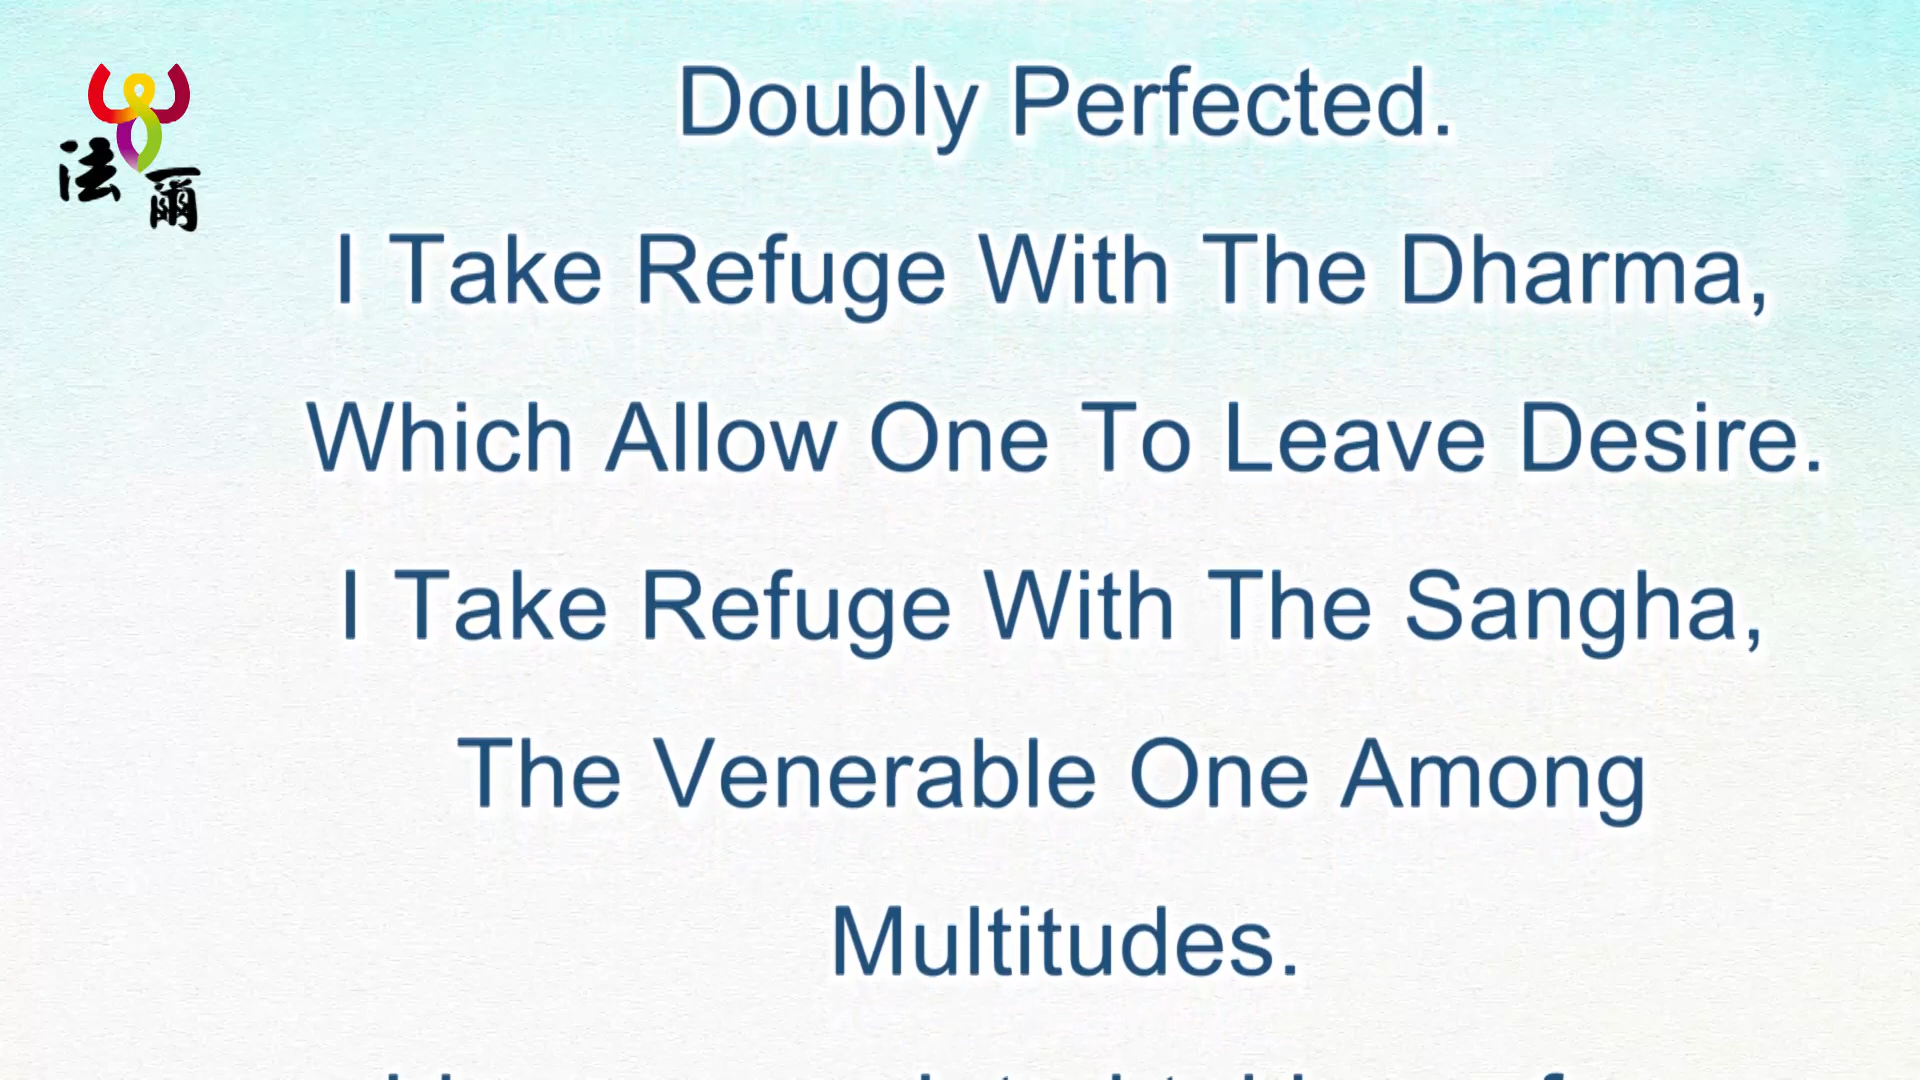 法爾
Doubly Perfected.
I Take Refuge With The Dharma,
Which Allow One To Leave Desire.
I Take Refuge With The Sangha,
The Venerable One Among
Multitudes.